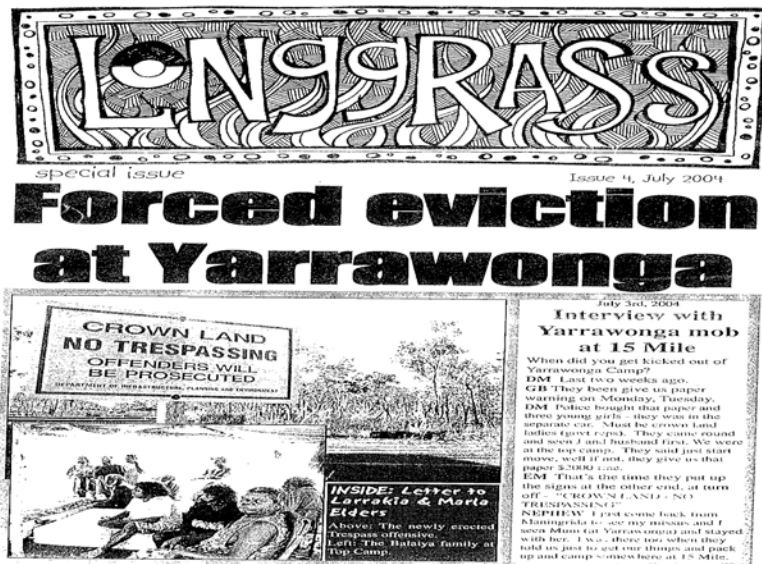 LONGGRASS
special issue
Issue 4, July 2004
Forced eviction
at Yarrawonga
CROWN LAND
NO TRESPASSING
OFFENDERS WILL
BE PROSECUTED
DEPARTMENT OF INFRASTRUCTURE, PLANNING AND ENVIRONMENT
INSIDE: Letter to
Larrakia & Marla
Elders
Above: The newly erected
Trespass offensive.
Left: The Balaiya family at
Top Camp.
July 3rd, 2004
Interview with
Yarrawonga mob
at 15 Mile
When did you get kicked out of
Yarrawonga Camp?
DM Last two weeks ago.
GB They been give us paper
warning on Monday, Tuesday.
DM Police bought that paper and
three young girls - they was in the
separate car. Must be crown land
ladies (govt reps). They came round
and seen J and husband first. We were
at the top camp. They said just start
move, well if not, they give us that
paper $2000 fine.
EM That's the time they put up
the signs at the other end, at turn
off - "CROWN LAND - NO
TRESPASSING"
NEPHEW I first come back from
Maningrida to see my missus and I
seen Mum (at Yarrawonga) and stayed
with her. I was there too when they
told us just to get our things and pack
up and camp somewhere at 15 Mile.